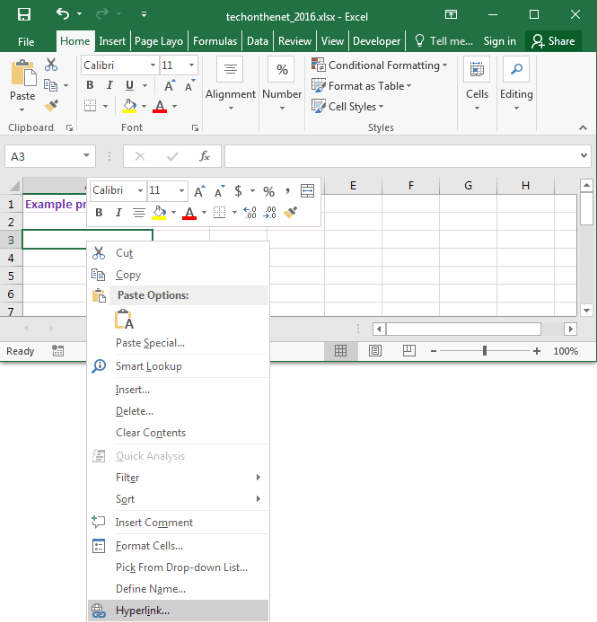 techonthenet_2016.xlsx - Excel
File Home Insert Page Layo Formulas Data Review View Developer Tell me... Sign in Share
Calibri 11 % Conditional Formatting
B I U A A Format as Table
Paste Alignment Number Cell Styles Cells Editing
A
Clipboard Font Styles
A3 fx
Calibri 11 A A $ % , E F G H
1 Example pr B I A .00 .00
2
3
4
5
6
7
Cut
Copy
Paste Options:
A
Paste Special...
Ready 100%
Smart Lookup
Insert...
Delete...
Clear Contents
Quick Analysis
Filter
Sort
Insert Comment
Format Cells...
Pick From Drop-down List...
Define Name...
Hyperlink...